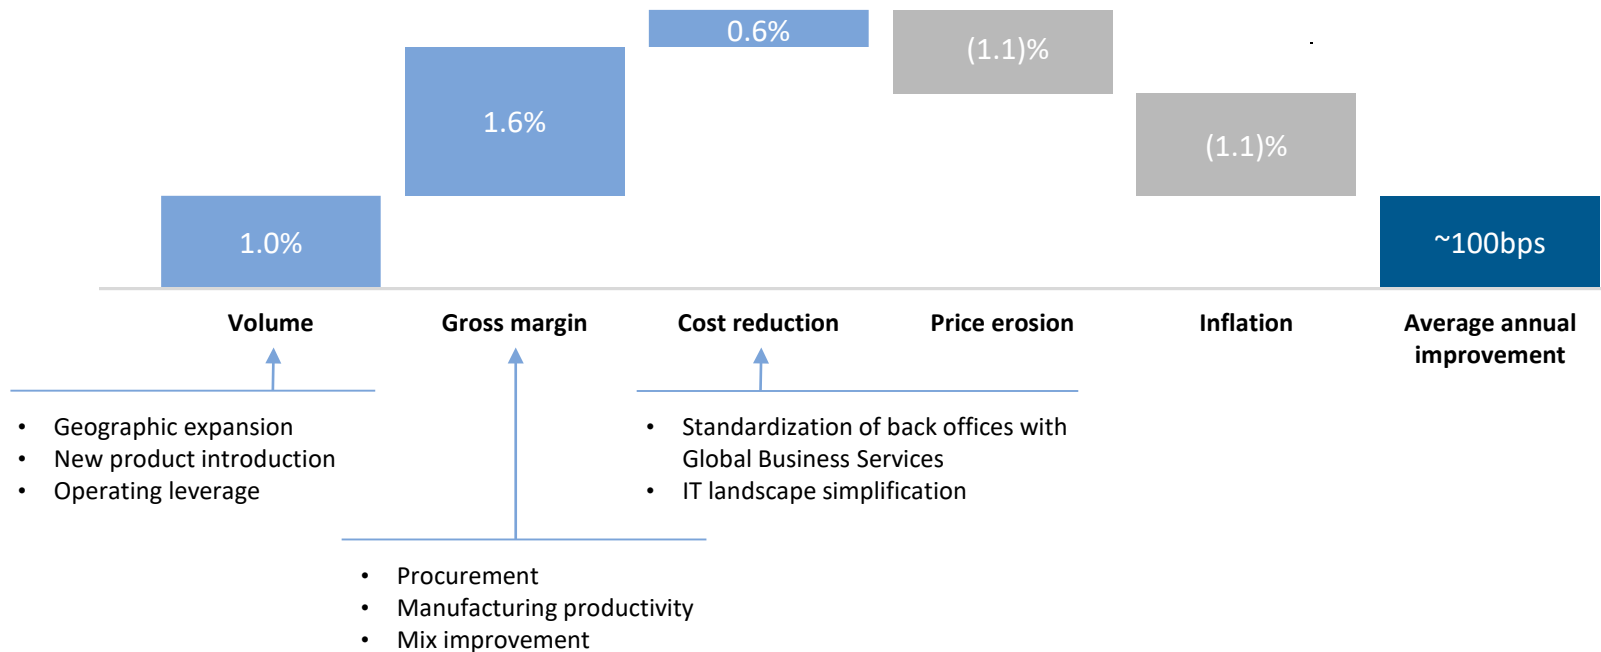 0.6%
(1.1)%
1.6%
(1.1)%
1.0%
~100bps
Volume
Gross margin
Cost reduction
Price erosion
Inflation
Average annual
improvement
• Geographic expansion
• New product introduction
• Operating leverage
• Standardization of back offices with
Global Business Services
• IT landscape simplification
• Procurement
• Manufacturing productivity
• Mix improvement